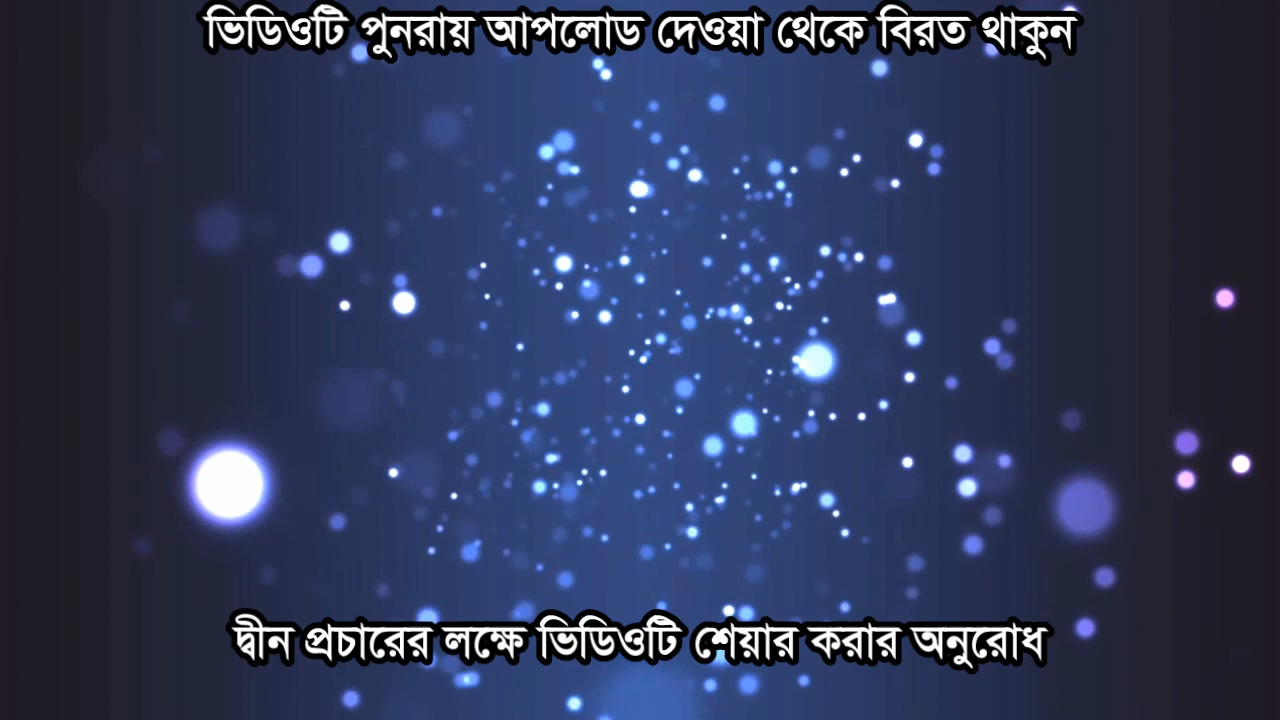 ভিডিওটি পুনরায় আপলোড দেওয়া থেকে বিরত থাকুন
দ্বীন প্রচারের লক্ষে ভিডিওটি শেয়ার করার অনুরোধ